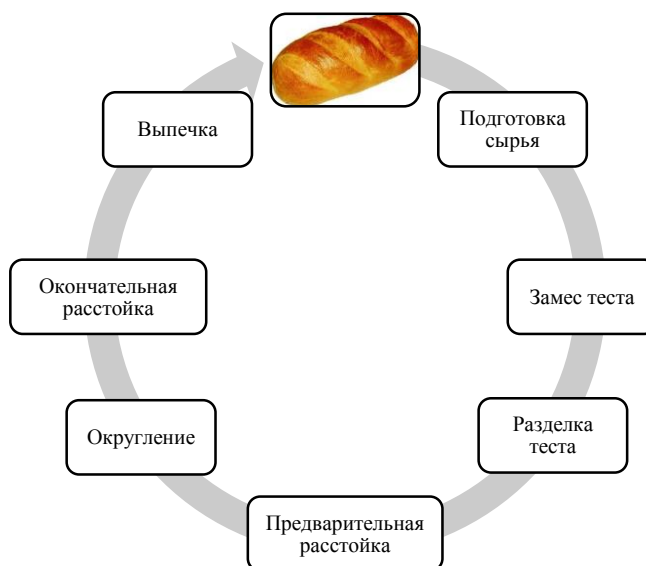 Подготовка
сырья
Замес теста
Разделка
теста
Предварительная
расстойка
Округление
Окончательная
расстойка
Выпечка